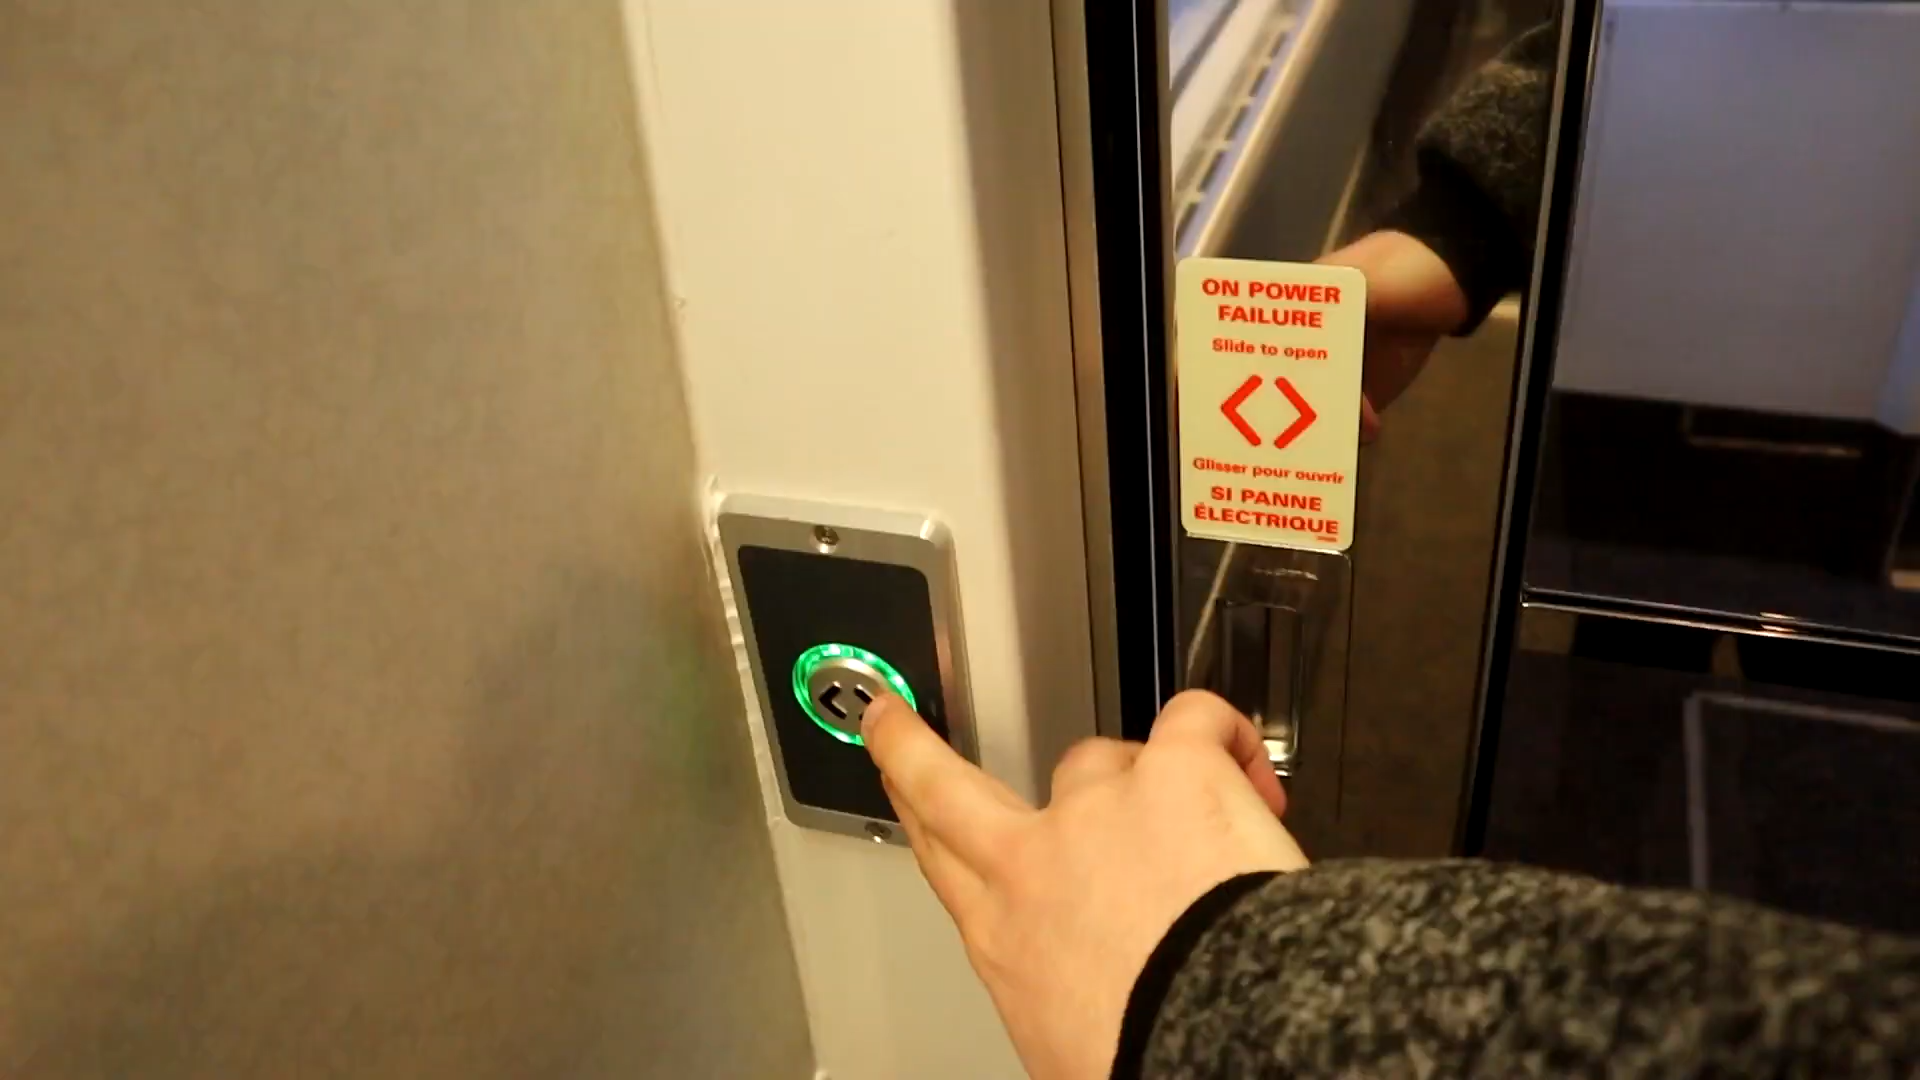 ON POWER
FAILURE
Slide to open
Glisser pour ouvrir
SI PANNE
ÉLECTRIQUE